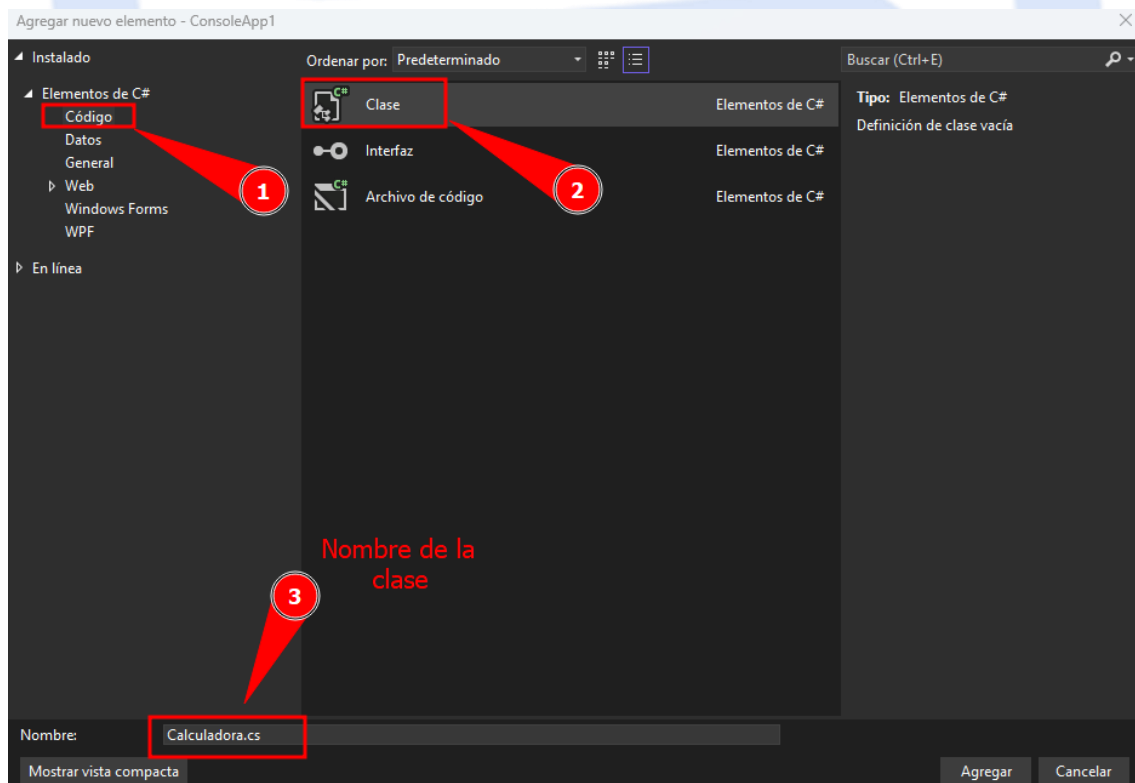 Agregar nuevo elemento - ConsoleApp1
Instalado
Ordenar por: Predeterminado
Buscar (Ctrl+E)
Elementos de C#
Código
Datos
General
Web
Windows Forms
WPF
En línea
C# Clase Elementos de C#
Interfaz Elementos de C#
C# Archivo de código Elementos de C#
Tipo: Elementos de C#
Definición de clase vacía
1
2
Nombre de la
clase
3
Nombre: Calculadora.cs
Mostrar vista compacta
Agregar Cancelar